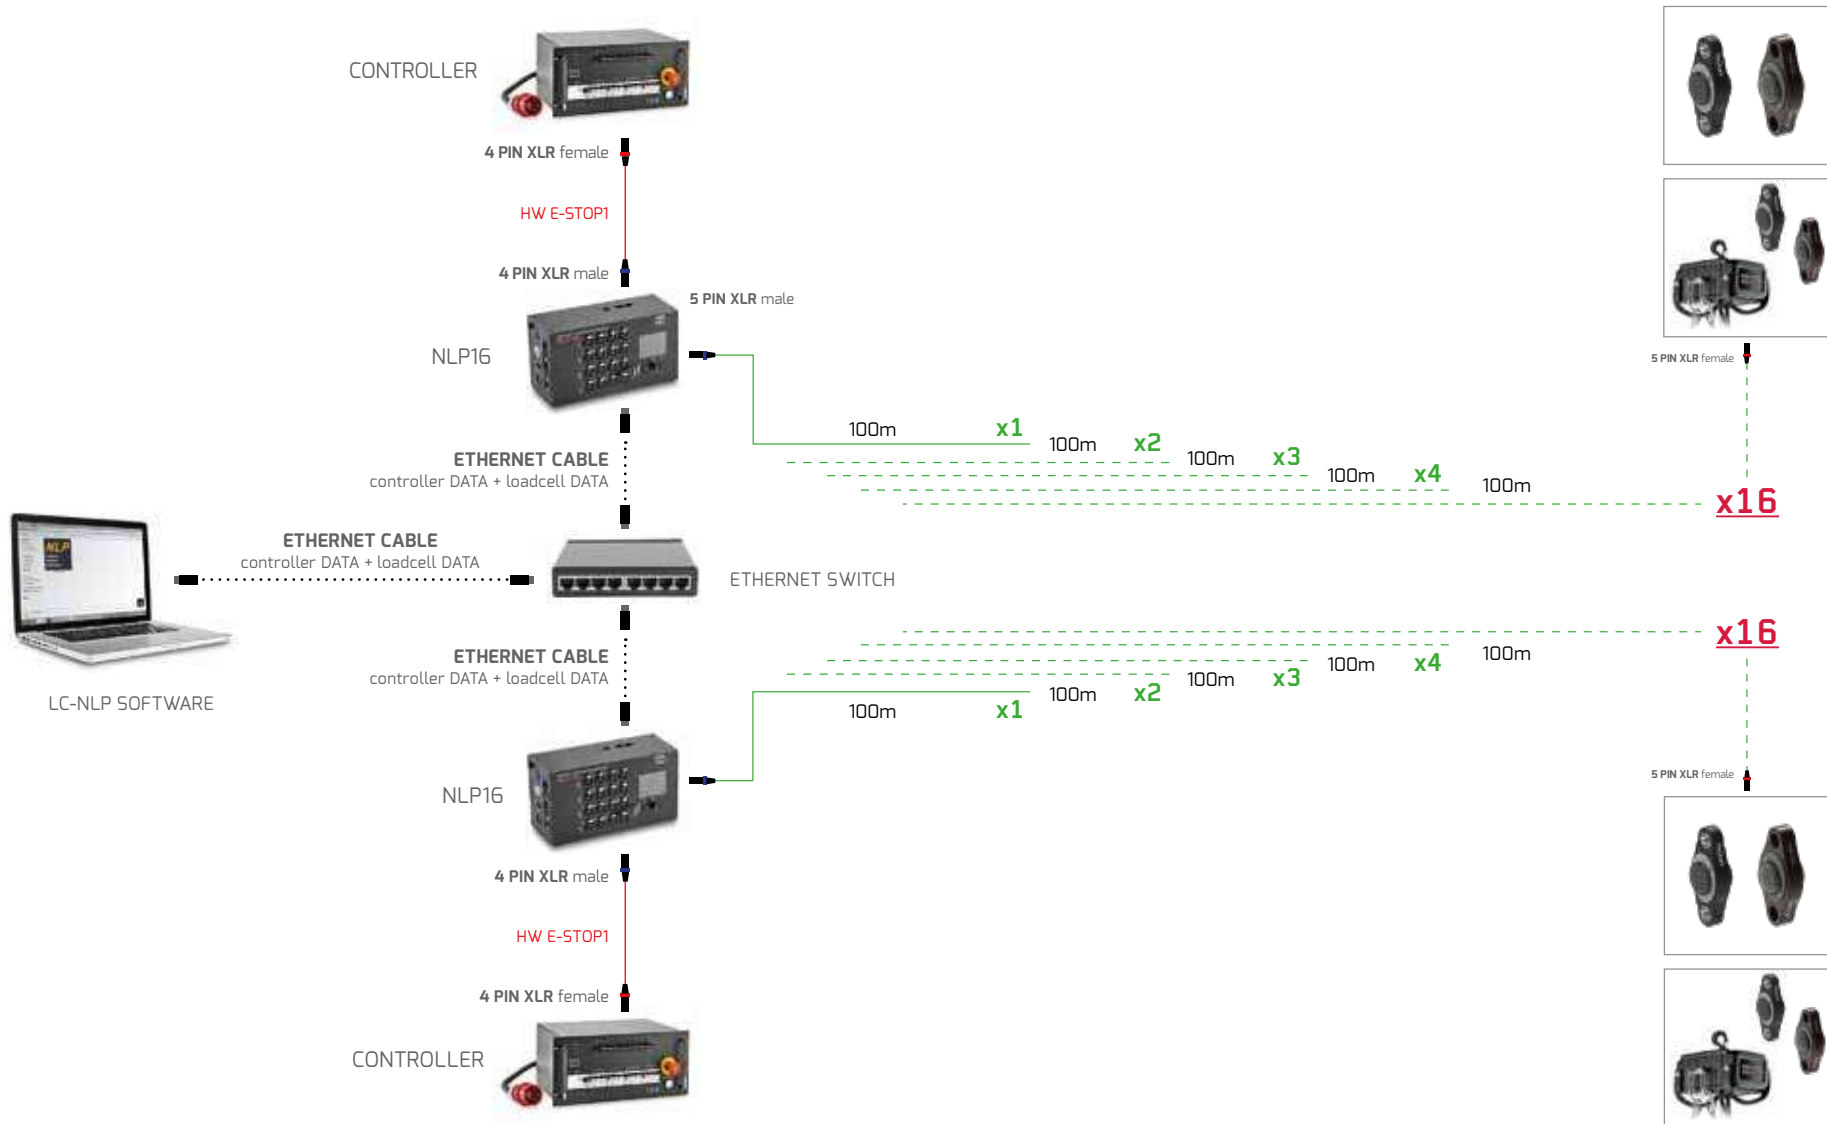 CONTROLLER
4 PIN XLR female
HW E-STOP1
4 PIN XLR male
5 PIN XLR male
NLP16
5 PIN XLR female
100m x1 100m x2 100m x3 100m x4 100m
x16
ETHERNET CABLE
controller DATA + loadcell DATA
NLP
ETHERNET CABLE
controller DATA + loadcell DATA
ETHERNET SWITCH
LC-NLP SOFTWARE
ETHERNET CABLE
controller DATA + loadcell DATA
x16
100m x1 100m x2 100m x3 100m x4 100m
NLP16
5 PIN XLR female
4 PIN XLR male
HW E-STOP1
4 PIN XLR female
CONTROLLER